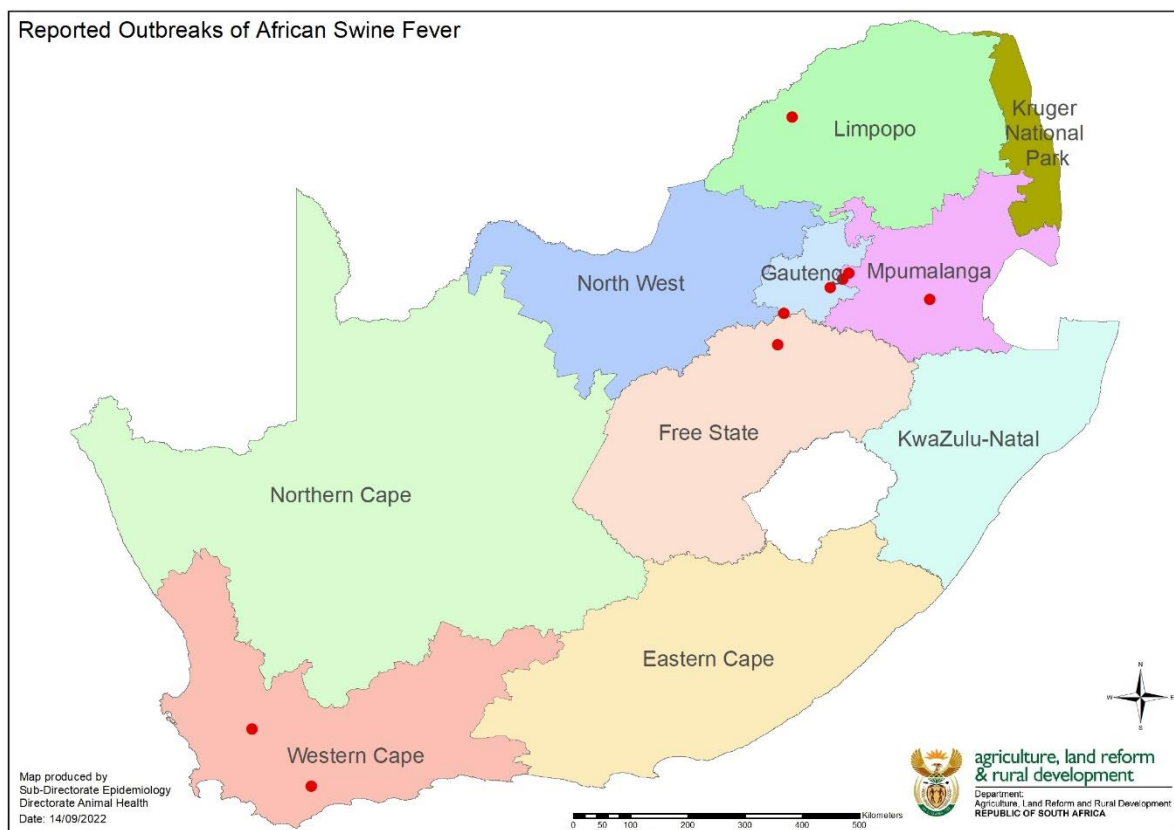 Reported Outbreaks of African Swine Fever
Kruger
National
Park
Limpopo
North West
Gauteng
Mpumalanga
Free State
KwaZulu-Natal
Northern Cape
Eastern Cape
Western Cape
N
W
E
S
Map produced by
Sub-Directorate Epidemiology
Directorate Animal Health
Date: 14/09/2022
Kilometers
0 50 100 200 300 400 500
agriculture, land reform
& rural development
Department:
Agriculture, Land Reform and Rural Development
REPUBLIC OF SOUTH AFRICA